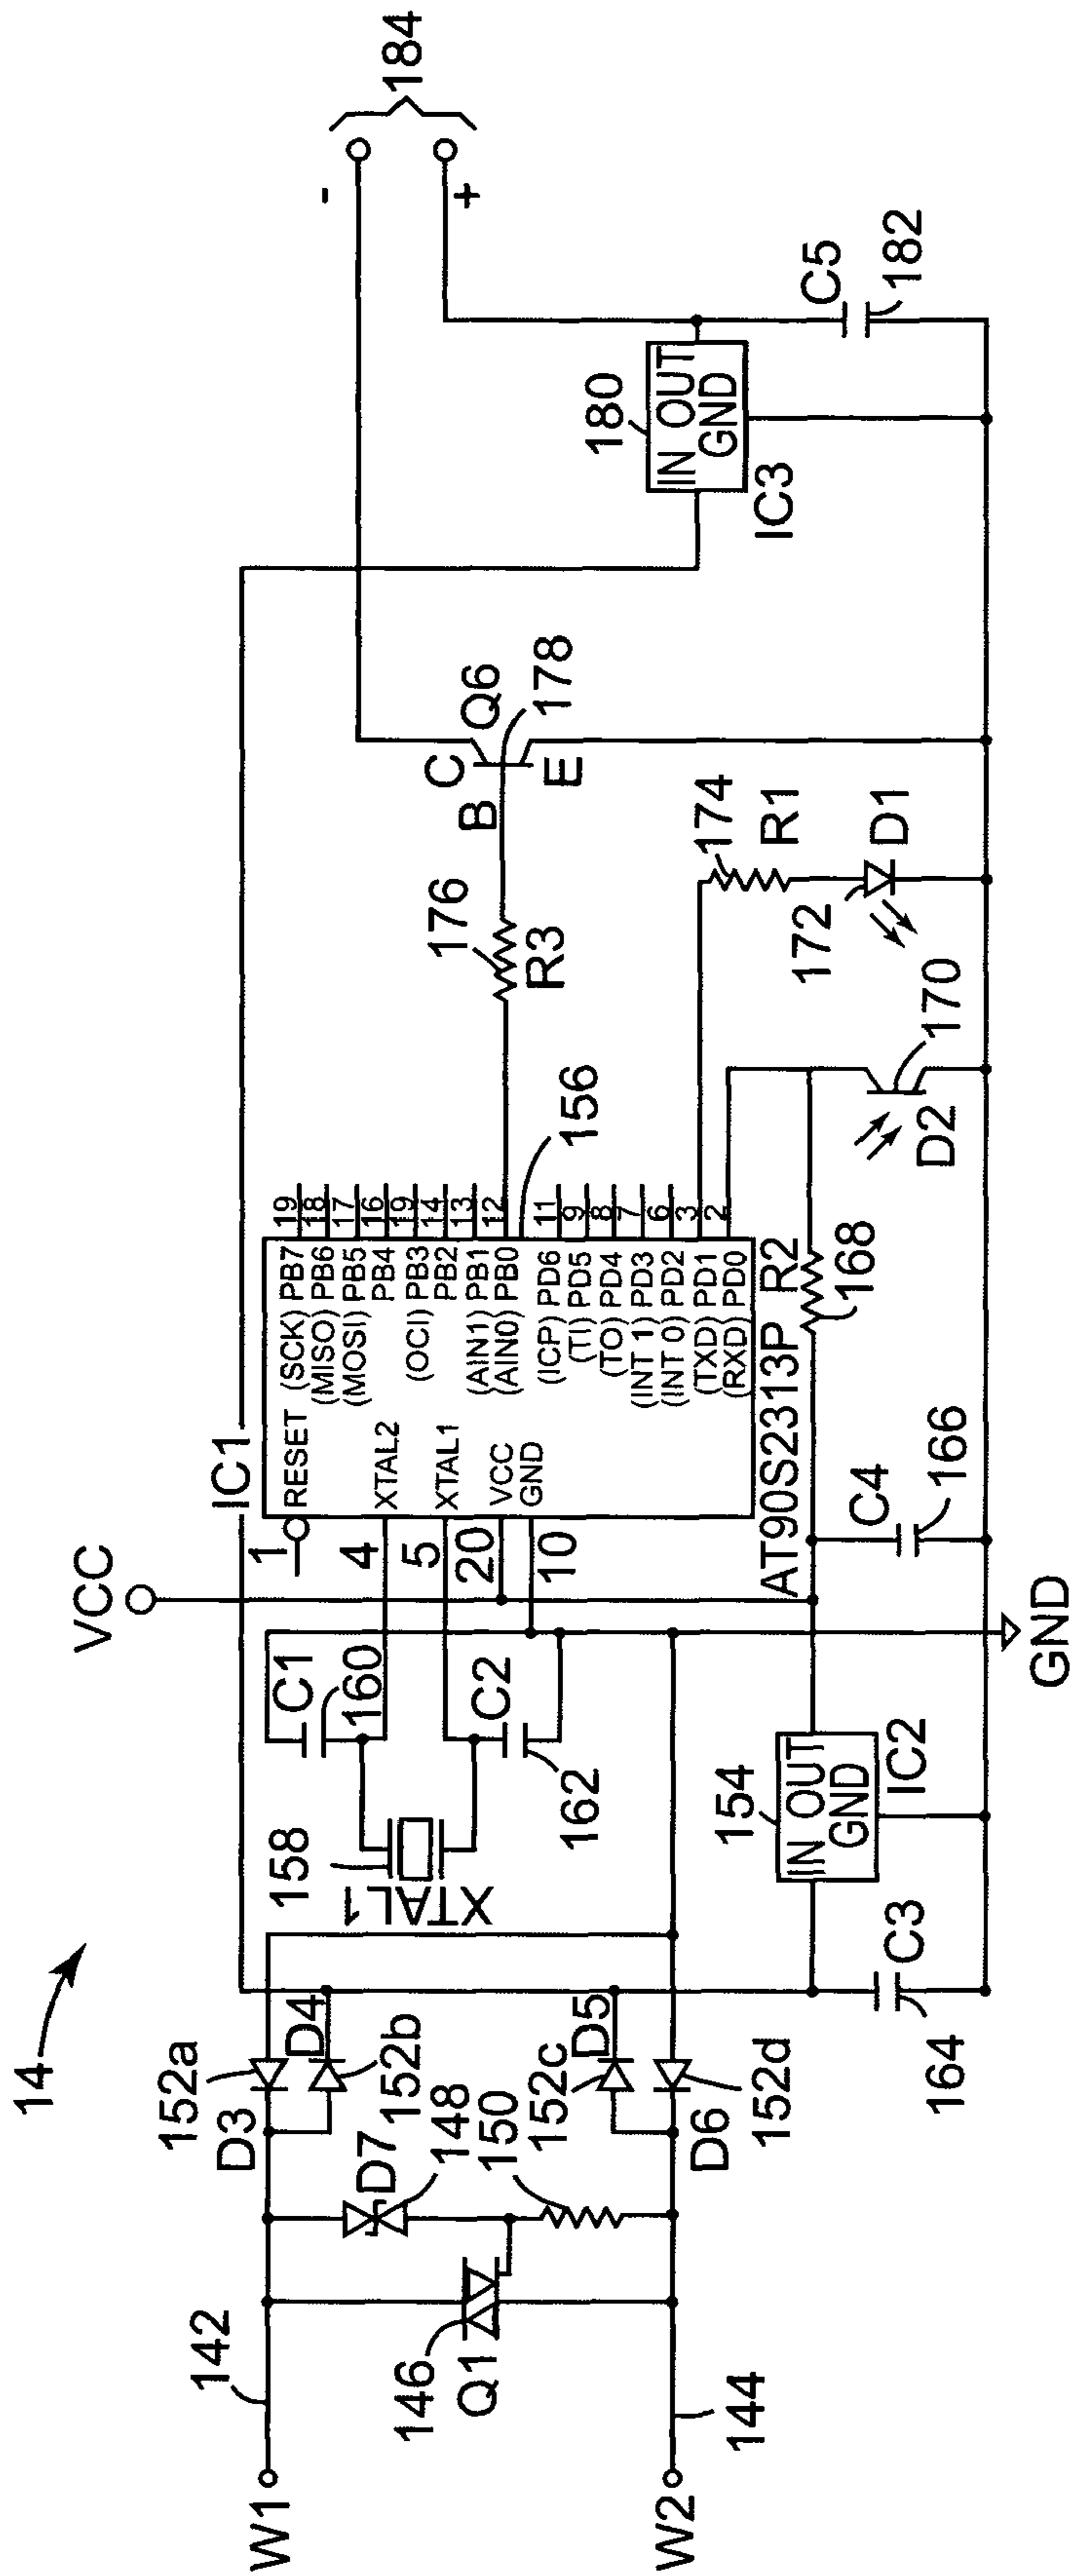 14
W1
142
W2
144
146
Q1
D7
148
150
152a
D3
D4
152b
D5
152c
D6
152d
158
XTAL1
C1
160
C2
162
VCC
164
C3
154
IN OUT
GND
IC2
GND
C4
166
R2
168
IC1
1
4
5
20
10
RESET
XTAL2
XTAL1
VCC
GND
(SCK) PB7 19
(MISO) PB6 18
(MOSI) PB5 17
PB4 16
(OCI) PB3 19
PB2 14
(AIN1) PB1 13
(AIN0) PB0 12
(ICP) PD6 11
(TI) PD5 9
(TO) PD4 8
(INT 1) PD3 7
(INT 0) PD2 6
(TXD) PD1 3
(RXD) PD0 2
AT90S2313P
156
176
R3
B
C
E
Q6
178
174
R1
172
D1
170
D2
180
IN OUT
GND
IC3
C5
182
-
+
184